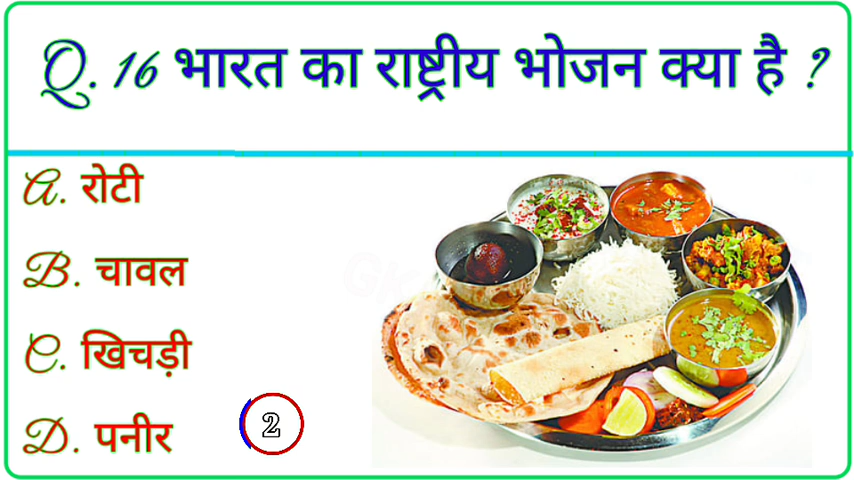 Q. 16 भारत का राष्ट्रीय भोजन क्या है ?
A. रोटी
B. चावल
C. खिचड़ी
D. पनीर
2